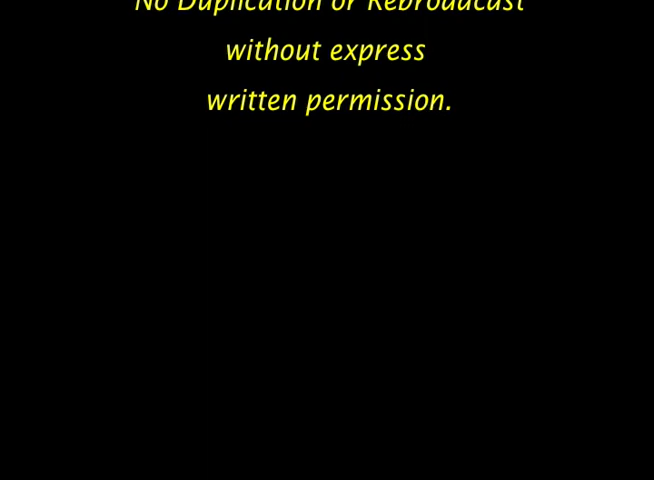 No Duplication or Rebroadcast
without express
written permission.